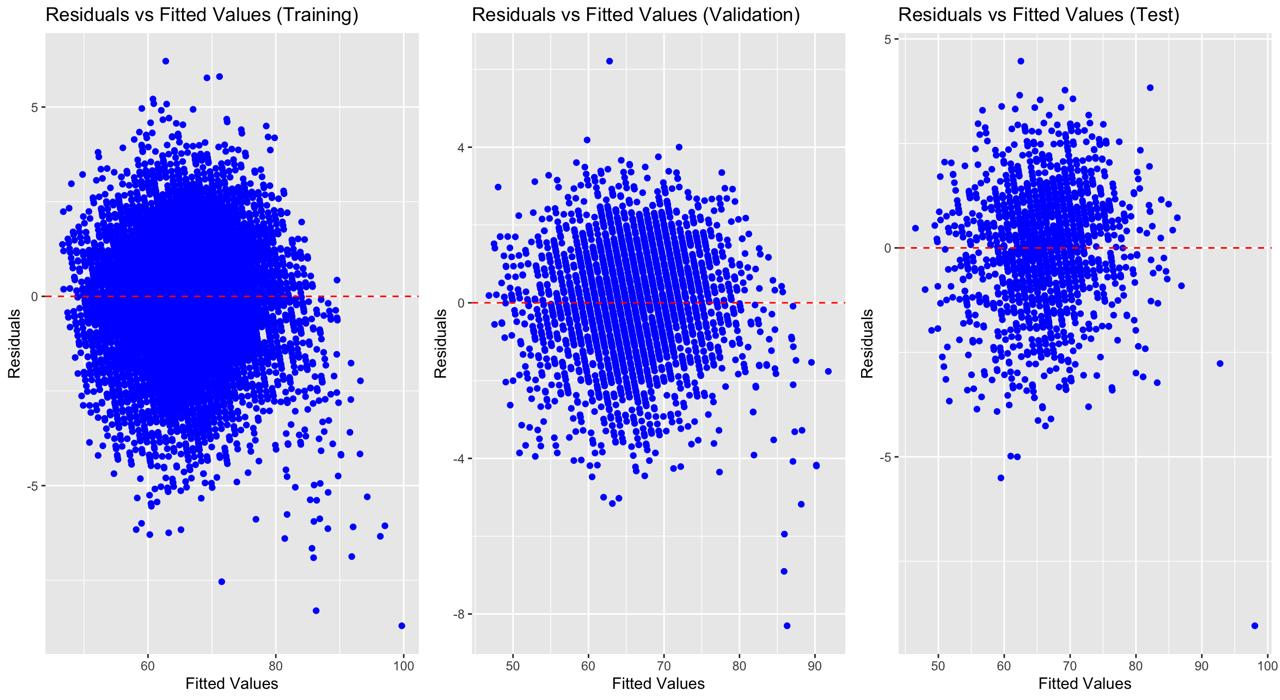 Residuals vs Fitted Values (Training)
Residuals
5
0
-5
60 80 100
Fitted Values
Residuals vs Fitted Values (Validation)
Residuals
4
0
-4
-8
50 60 70 80 90
Fitted Values
Residuals vs Fitted Values (Test)
Residuals
5
0
-5
50 60 70 80 90 100
Fitted Values